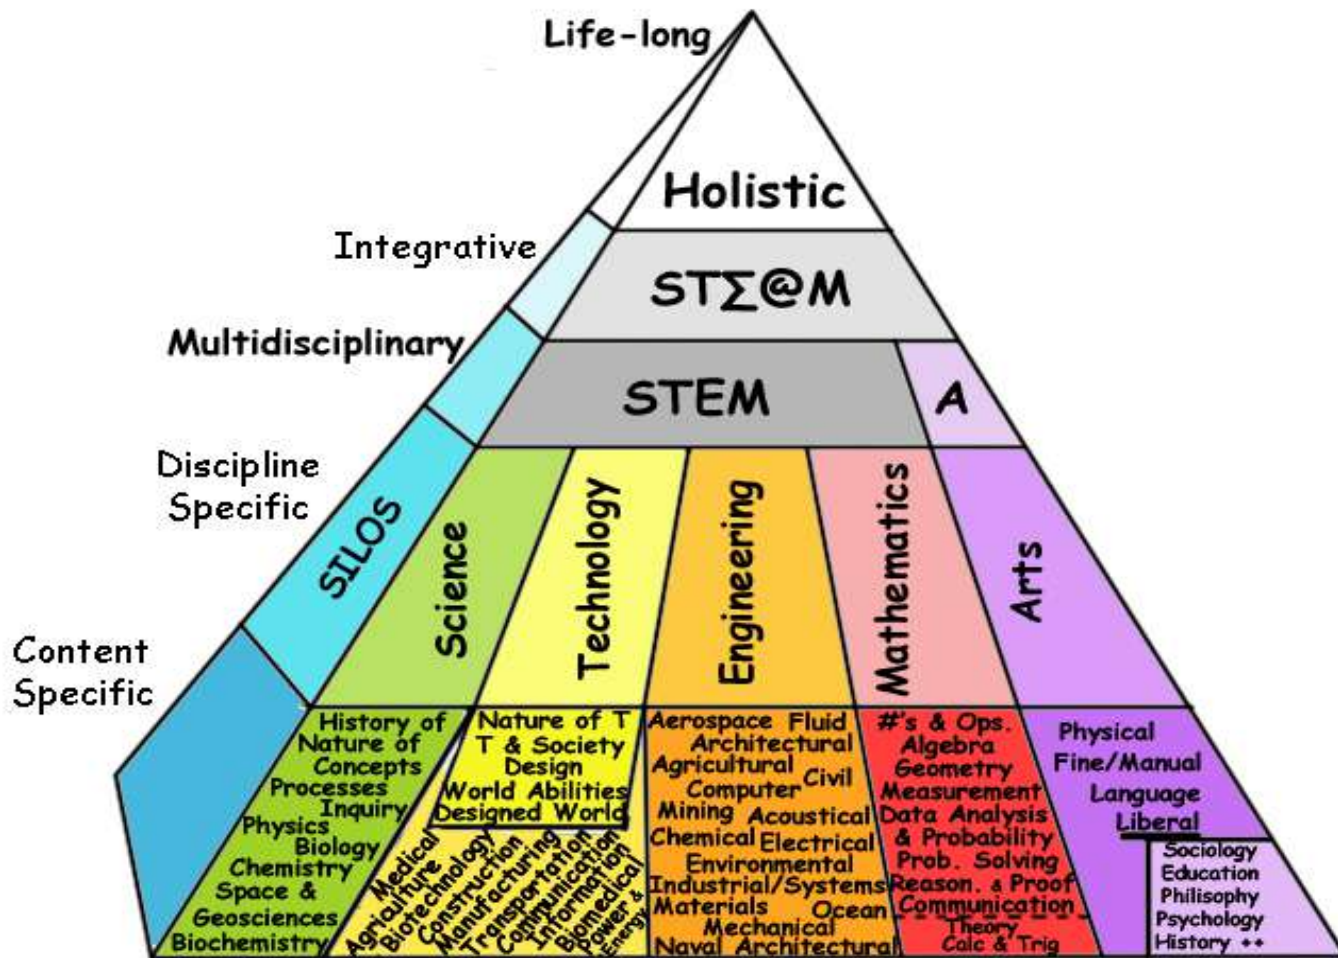 Life-long
Holistic
Integrative
STΣ@M
Multidisciplinary
STEM
A
Discipline
Specific
SILOS
Science
Technology
Engineering
Mathematics
Arts
Content
Specific
History of
Nature of
Concepts
Processes
Inquiry
Physics
Biology
Chemistry
Space &
Geosciences
Biochemistry
Nature of T
T & Society
Design
World Abilities
Designed World
Medical
Agriculture
Biotechnology
Construction
Manufacturing
Transportation
Communication
Information
Biomedical
Power &
Energy
Aerospace Fluid
Architectural
Agricultural
Computer Civil
Mining Acoustical
Chemical Electrical
Environmental
Industrial/Systems
Materials Ocean
Mechanical
Naval Architectural
#'s & Ops.
Algebra
Geometry
Measurement
Data Analysis
& Probability
Prob. Solving
Reason. & Proof
Communication
Theory
Calc & Trig
Physical
Fine/Manual
Language
Liberal
Sociology
Education
Philisophy
Psychology
History ++